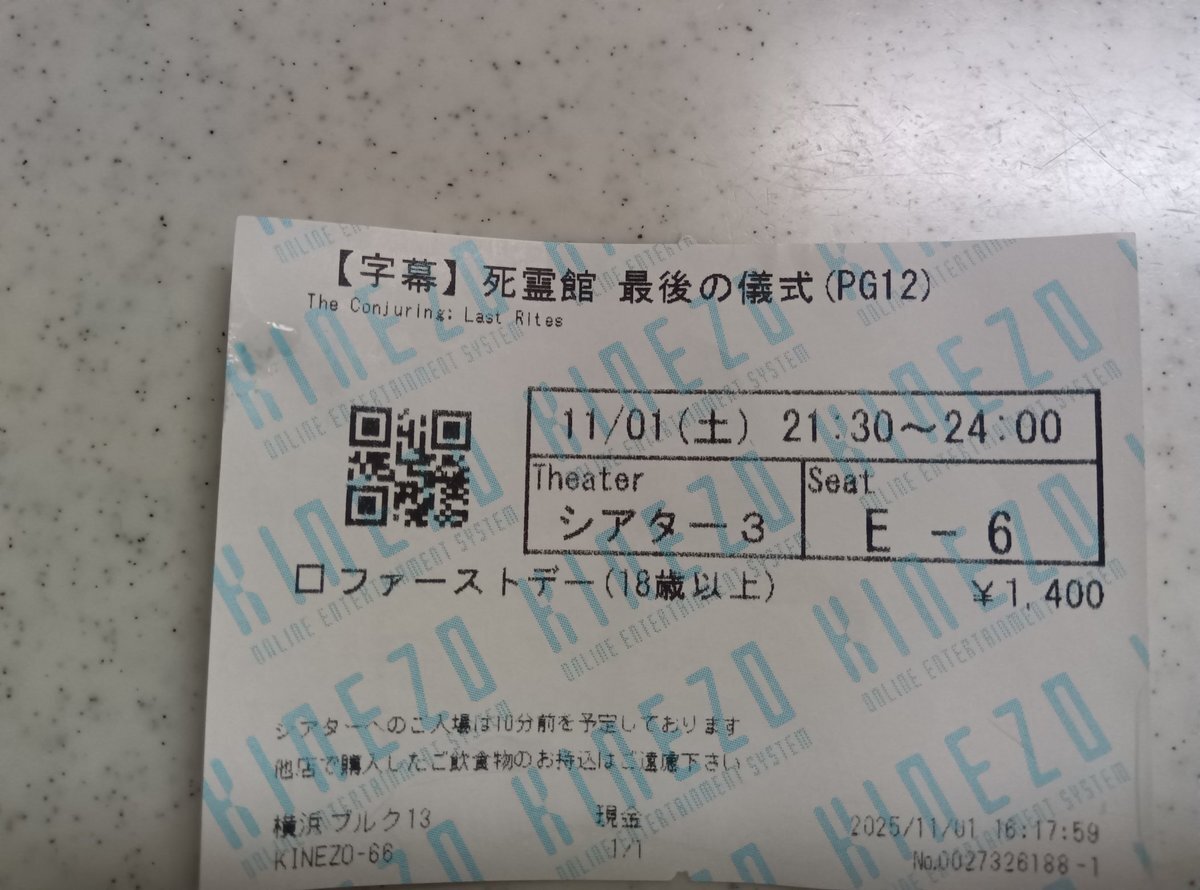 【字幕】死霊館 最後の儀式(PG12)
The Conjuring: Last Rites
11/01(土) 21:30～24:00
Theater
シアター3
Seat
E - 6
□ファーストデー(18歳以上)
¥1,400
シアターへのご入場は10分前を予定しております
他店で購入したご飲食物のお持込はご遠慮下さい
横浜ブルク13
現金
2025/11/01 16:17:59
KINEZO-66
1/1
No.0027326188-1
KINEZO
ONLINE ENTERTAINMENT SYSTEM